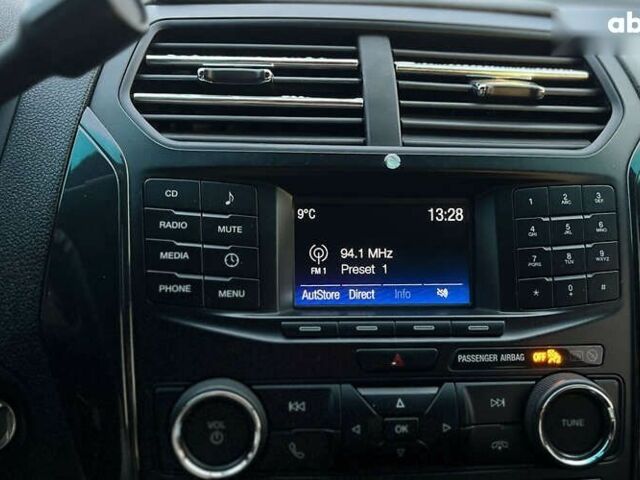 ab
CD
RADIO
MUTE
MEDIA
PHONE
MENU
9°C
13:28
94.1 MHz
FM 1
Preset 1
AutStore Direct Info
1
2 ABC
3 DEF
4 GHI
5 JKL
6 MNO
7 PQRS
8 TUV
9 WXYZ
*
0 +
#
PASSENGER AIRBAG OFF
VOL
OK
TUNE